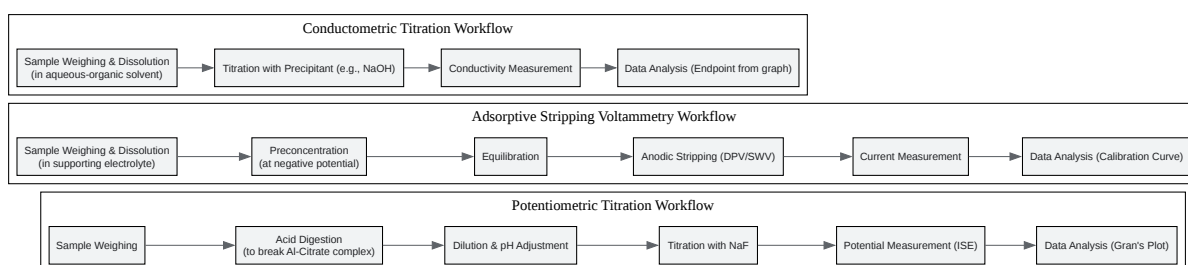 Conductometric Titration Workflow
Sample Weighing & Dissolution
(in aqueous-organic solvent)
Titration with Precipitant (e.g., NaOH)
Conductivity Measurement
Data Analysis (Endpoint from graph)
Adsorptive Stripping Voltammetry Workflow
Sample Weighing & Dissolution
(in supporting electrolyte)
Preconcentration
(at negative potential)
Equilibration
Anodic Stripping (DPV/SWV)
Current Measurement
Data Analysis (Calibration Curve)
Potentiometric Titration Workflow
Sample Weighing
Acid Digestion
(to break Al-Citrate complex)
Dilution & pH Adjustment
Titration with NaF
Potential Measurement (ISE)
Data Analysis (Gran's Plot)